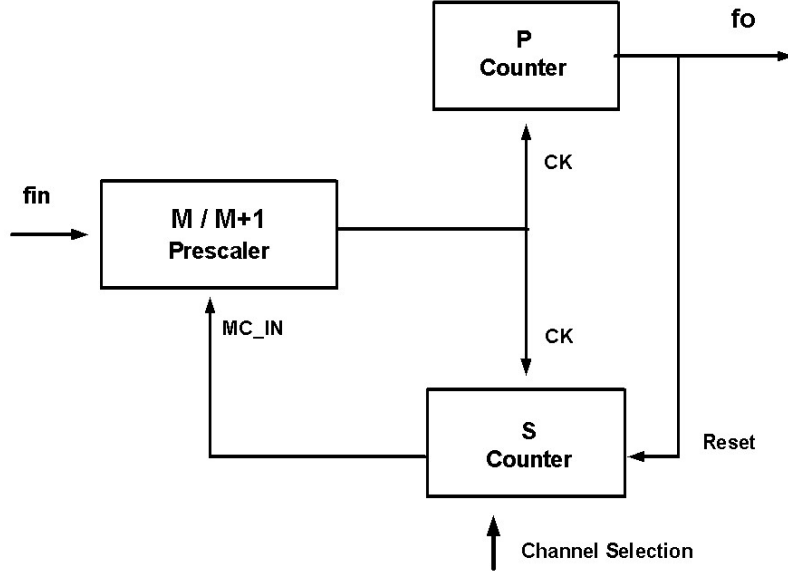 P
Counter
fo
CK
fin
M / M+1
Prescaler
MC_IN
CK
S
Counter
Reset
Channel Selection